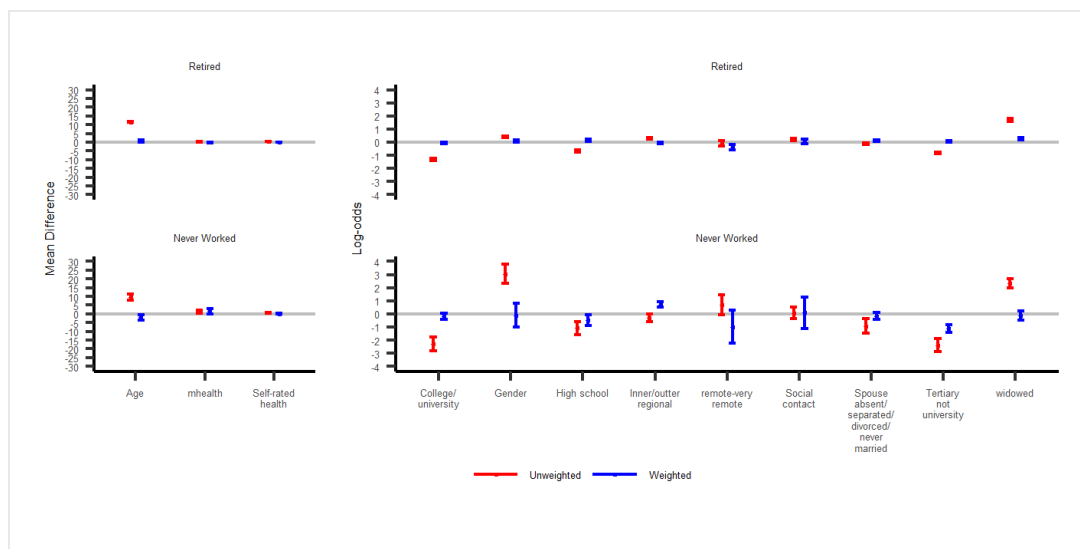 Retired
Retired
30
25
20
15
10
5
0
-5
-10
-15
-20
-25
-30
4
3
2
1
0
-1
-2
-3
-4
Mean Difference
Log-odds
Never Worked
Never Worked
30
25
20
15
10
5
0
-5
-10
-15
-20
-25
-30
4
3
2
1
0
-1
-2
-3
-4
Age
mhealth
Self-rated
health
College/
university
Gender
High school
Inner/outter
regional
remote-very
remote
Social
contact
Spouse
absent/
separated/
divorced/
never
married
Tertiary
not
university
widowed
Unweighted
Weighted